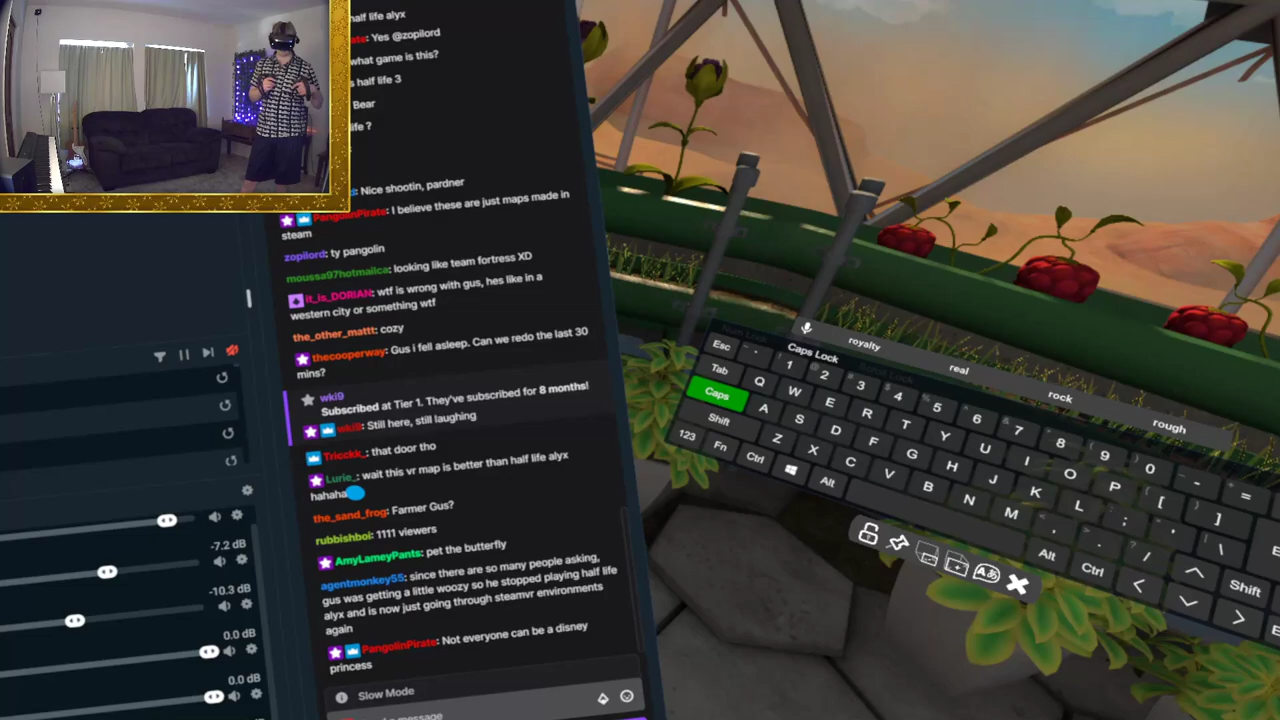 half life alyx
Yes @zopilord
what game is this?
half life 3
Bear
life ?
Nice shootin, pardner
PangolinPirate: I believe these are just maps made in
steam
zopilord: ty pangolin
moussa97hotmailca: looking like team fortress XD
it_is_DORIAN: wtf is wrong with gus, hes like in a
western city or something wtf
the_other_mattt: cozy
thecooperway: Gus i fell asleep. Can we redo the last 30
mins?
wki9
Subscribed at Tier 1. They've subscribed for 8 months!
wki9: Still here, still laughing
Tricckk_: that door tho
Lurie_: wait this vr map is better than half life alyx
hahaha
the_sand_frog: Farmer Gus?
rubbishboi: 1111 viewers
AmyLameyPants: pet the butterfly
agentmonkey55: since there are so many people asking,
gus was getting a little woozy so he stopped playing half life
alyx and is now just going through steamvr environments
again
PangolinPirate: Not everyone can be a disney
princess
Slow Mode
a message
-7.2 dB
-10.3 dB
0.0 dB
0.0 dB
Num Lock Caps Lock Scroll Lock
royalty real rock rough
Esc 1 2 3 4 5 6 7 8 9 0 - =
Tab Q W E R T Y U I O P [ ] \
Caps A S D F G H J K L ; '
Shift Z X C V B N M , . / Shift
123 Fn Ctrl Alt Alt Ctrl